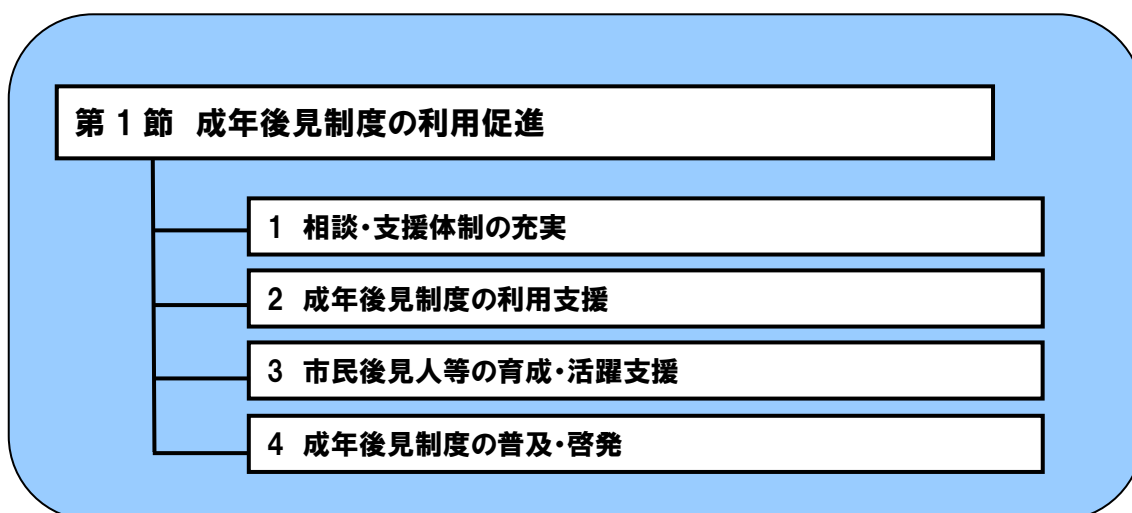 第1節 成年後見制度の利用促進
1 相談・支援体制の充実
2 成年後見制度の利用支援
3 市民後見人等の育成・活躍支援
4 成年後見制度の普及・啓発